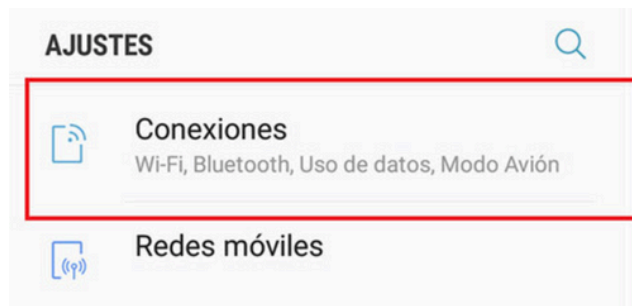 AJUSTES
Conexiones
Wi-Fi, Bluetooth, Uso de datos, Modo Avión
Redes móviles